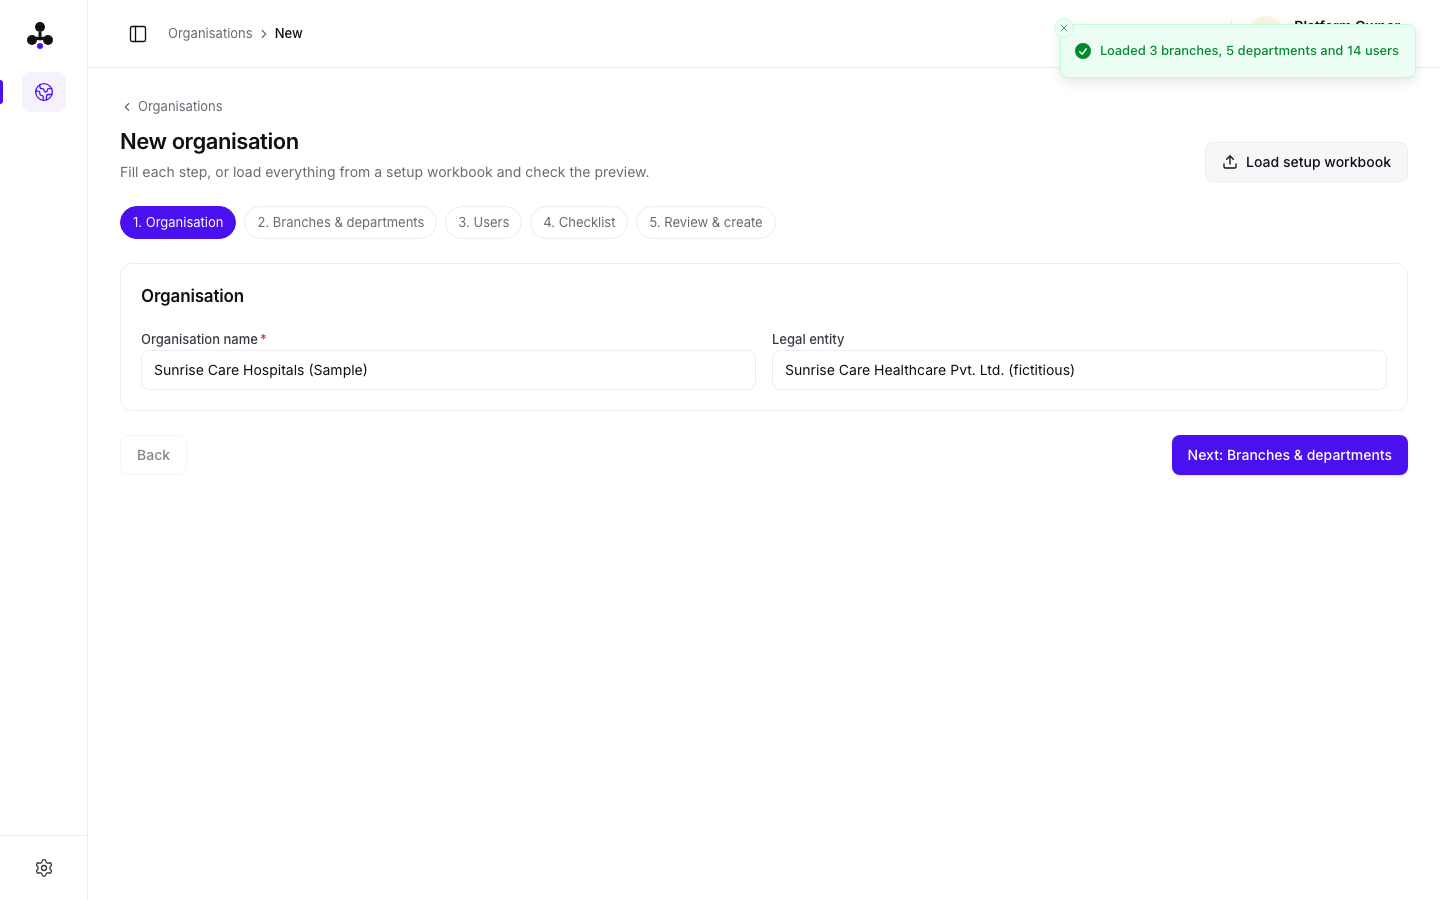 Organisations > New
Platform Owner
Loaded 3 branches, 5 departments and 14 users
Organisations
New organisation
Fill each step, or load everything from a setup workbook and check the preview.
Load setup workbook
1. Organisation
2. Branches & departments
3. Users
4. Checklist
5. Review & create
Organisation
Organisation name *
Legal entity
Sunrise Care Hospitals (Sample)
Sunrise Care Healthcare Pvt. Ltd. (fictitious)
Back
Next: Branches & departments